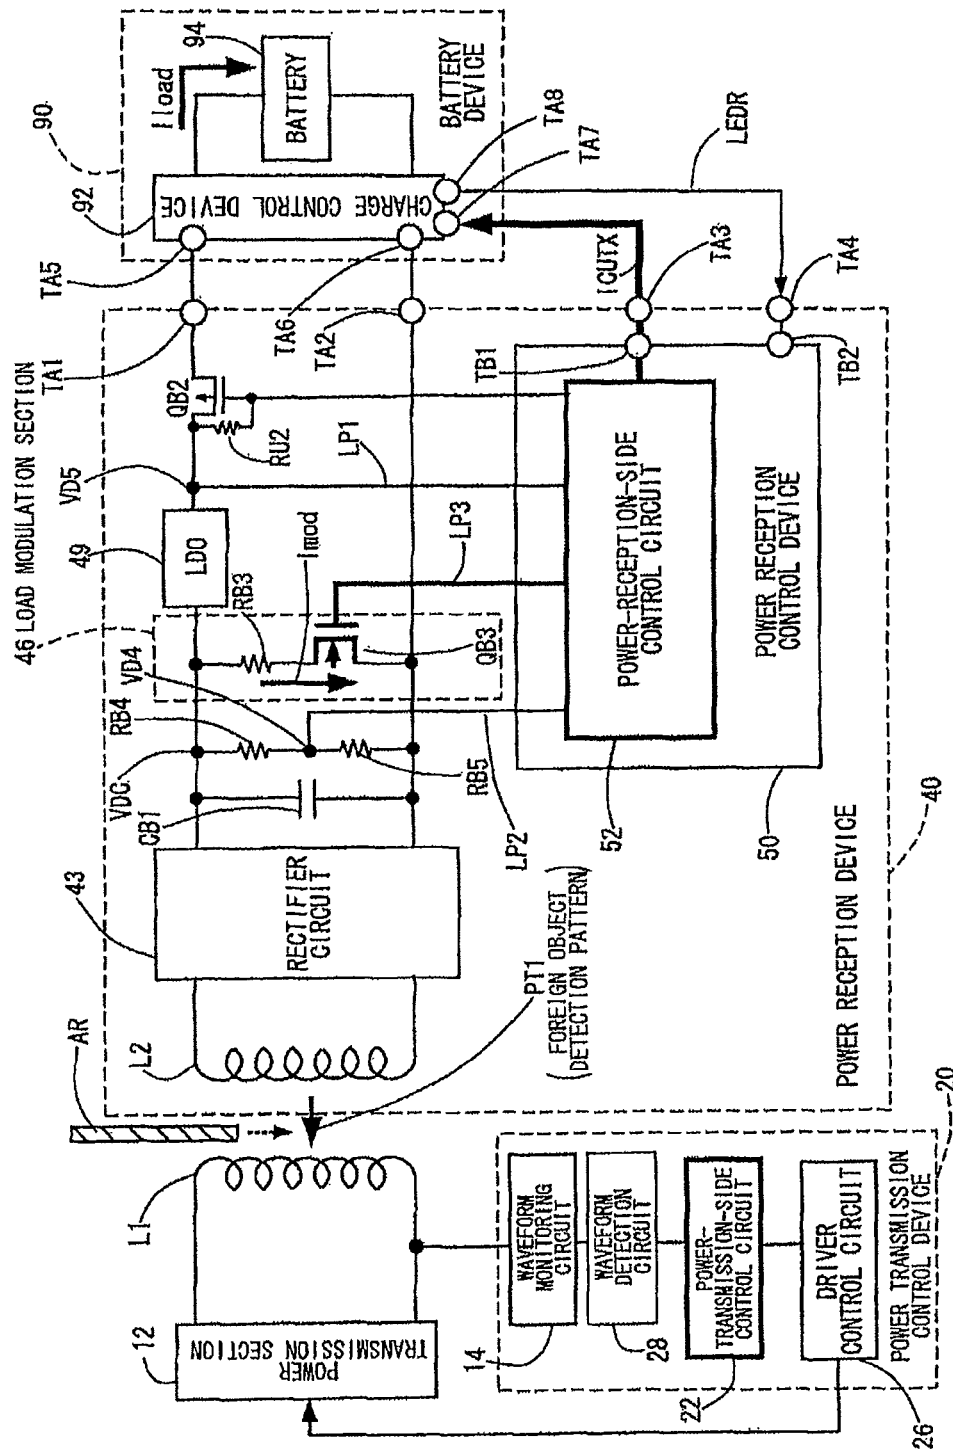 90
92
94
Iload
BATTERY
BATTERY
DEVICE
CHARGE CONTROL DEVICE
TA5
TA6
TA8
TA7
LEDR
TA1
TA2
ICUTX
TA3
TA4
TB1
TB2
46 LOAD MODULATION SECTION
VD5
QB2
RU2
LP1
49
LDO
Imod
LP3
RB3
QB3
VD4
RB4
RB5
VDC
CB1
LP2
POWER-RECEPTION-SIDE
CONTROL CIRCUIT
POWER RECEPTION
CONTROL DEVICE
52
50
43
RECTIFIER
CIRCUIT
L2
POWER RECEPTION DEVICE
40
AR
PT1
(FOREIGN OBJECT
DETECTION PATTERN)
L1
12
POWER
TRANSMISSION SECTION
WAVEFORM
MONITORING
CIRCUIT
14
WAVEFORM
DETECTION
CIRCUIT
28
POWER-
TRANSMISSION-SIDE
CONTROL CIRCUIT
22
DRIVER
CONTROL CIRCUIT
26
POWER TRANSMISSION
CONTROL DEVICE
20